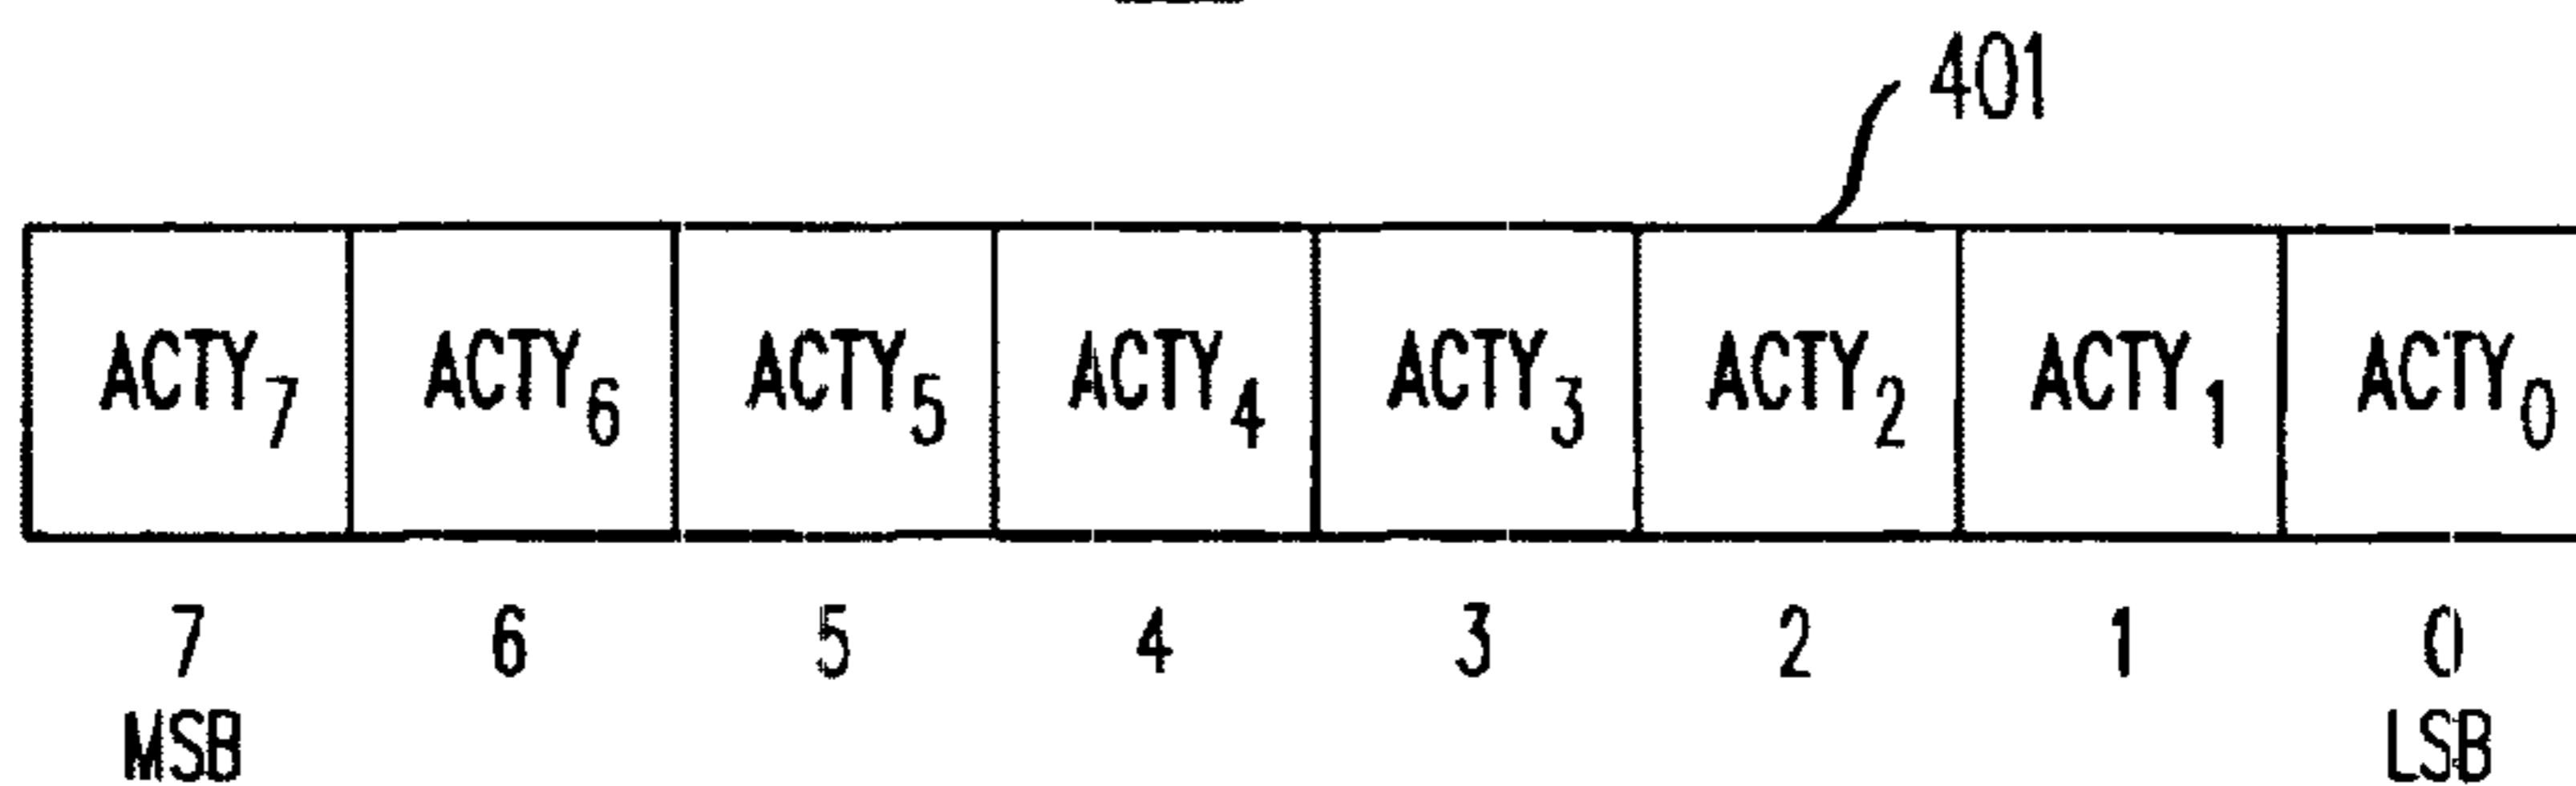 401
ACTY₇ ACTY₆ ACTY₅ ACTY₄ ACTY₃ ACTY₂ ACTY₁ ACTY₀
7 6 5 4 3 2 1 0
MSB LSB